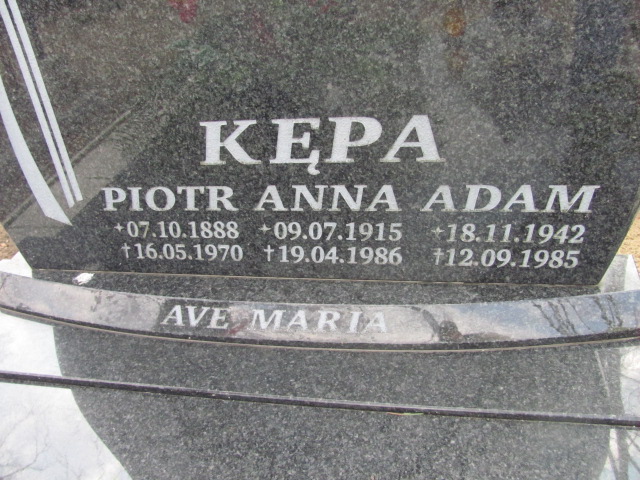 KĘPA
PIOTR ANNA ADAM
*07.10.1888 *09.07.1915 *18.11.1942
†16.05.1970 †19.04.1986 †12.09.1985
AVE MARIA